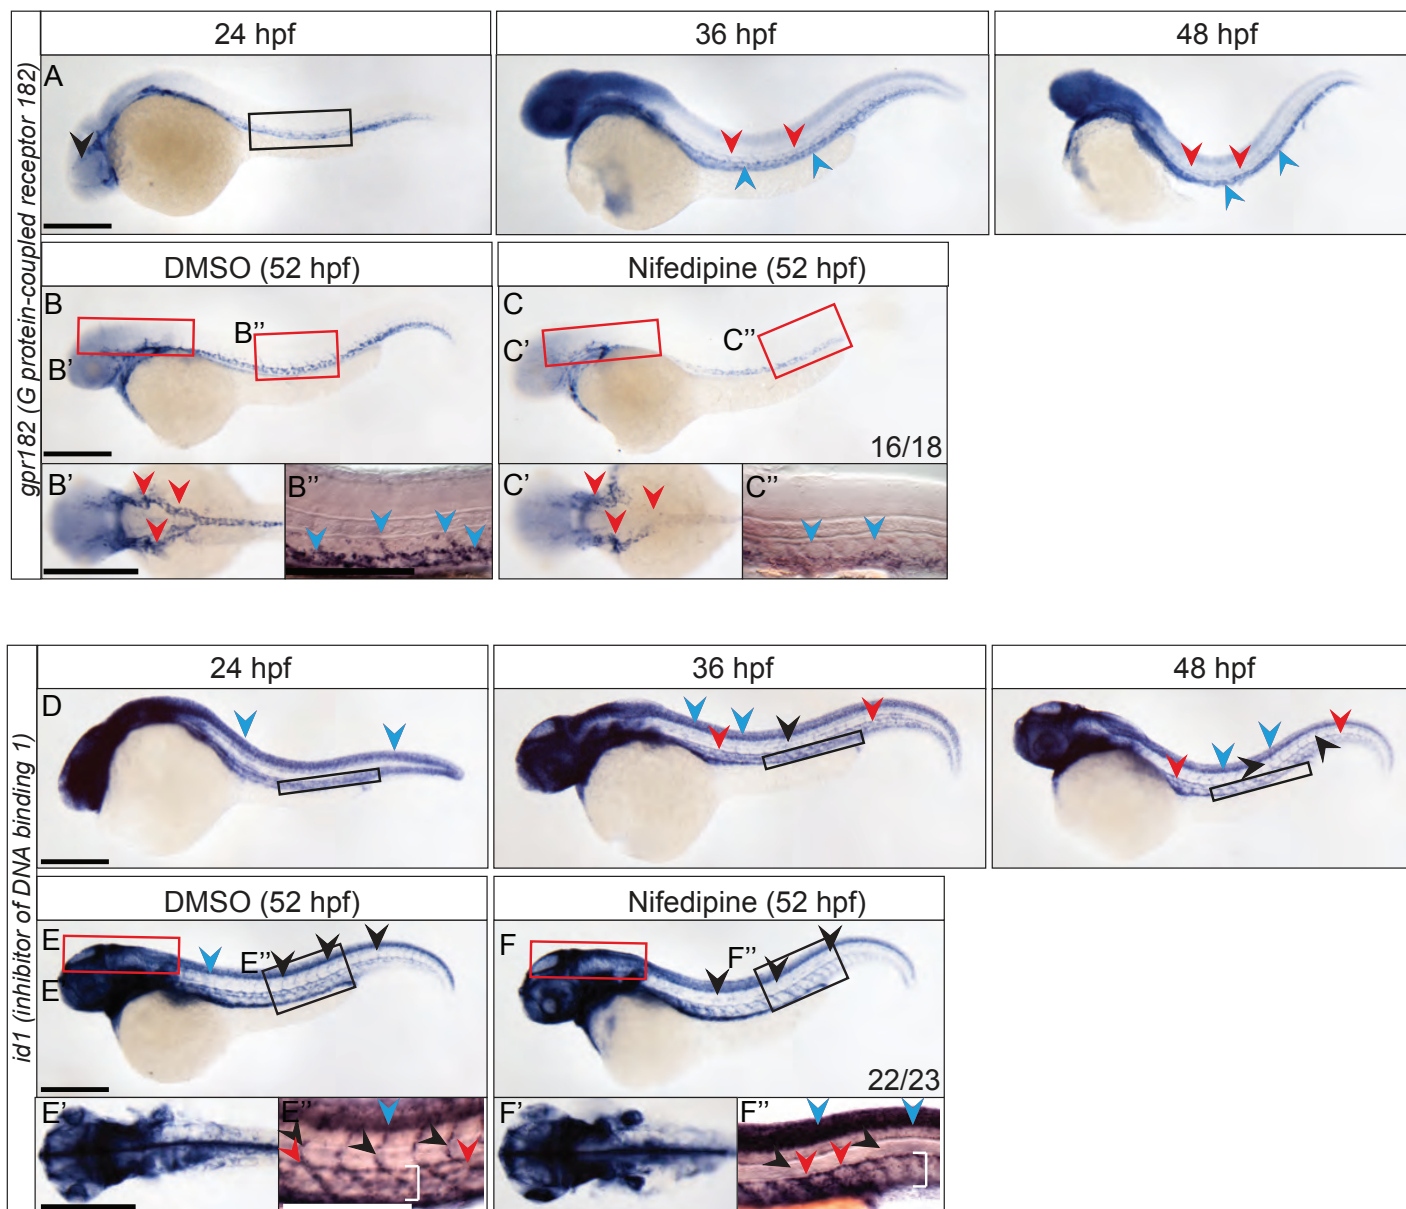 gpr182 (G protein-coupled receptor 182)
24 hpf
36 hpf
48 hpf
A
DMSO (52 hpf)
Nifedipine (52 hpf)
B
B''
B'
C
C''
C'
16/18
B'
B''
C'
C''
id1 (inhibitor of DNA binding 1)
24 hpf
36 hpf
48 hpf
D
DMSO (52 hpf)
Nifedipine (52 hpf)
E
E''
E
F
F''
22/23
E'
E''
F'
F''